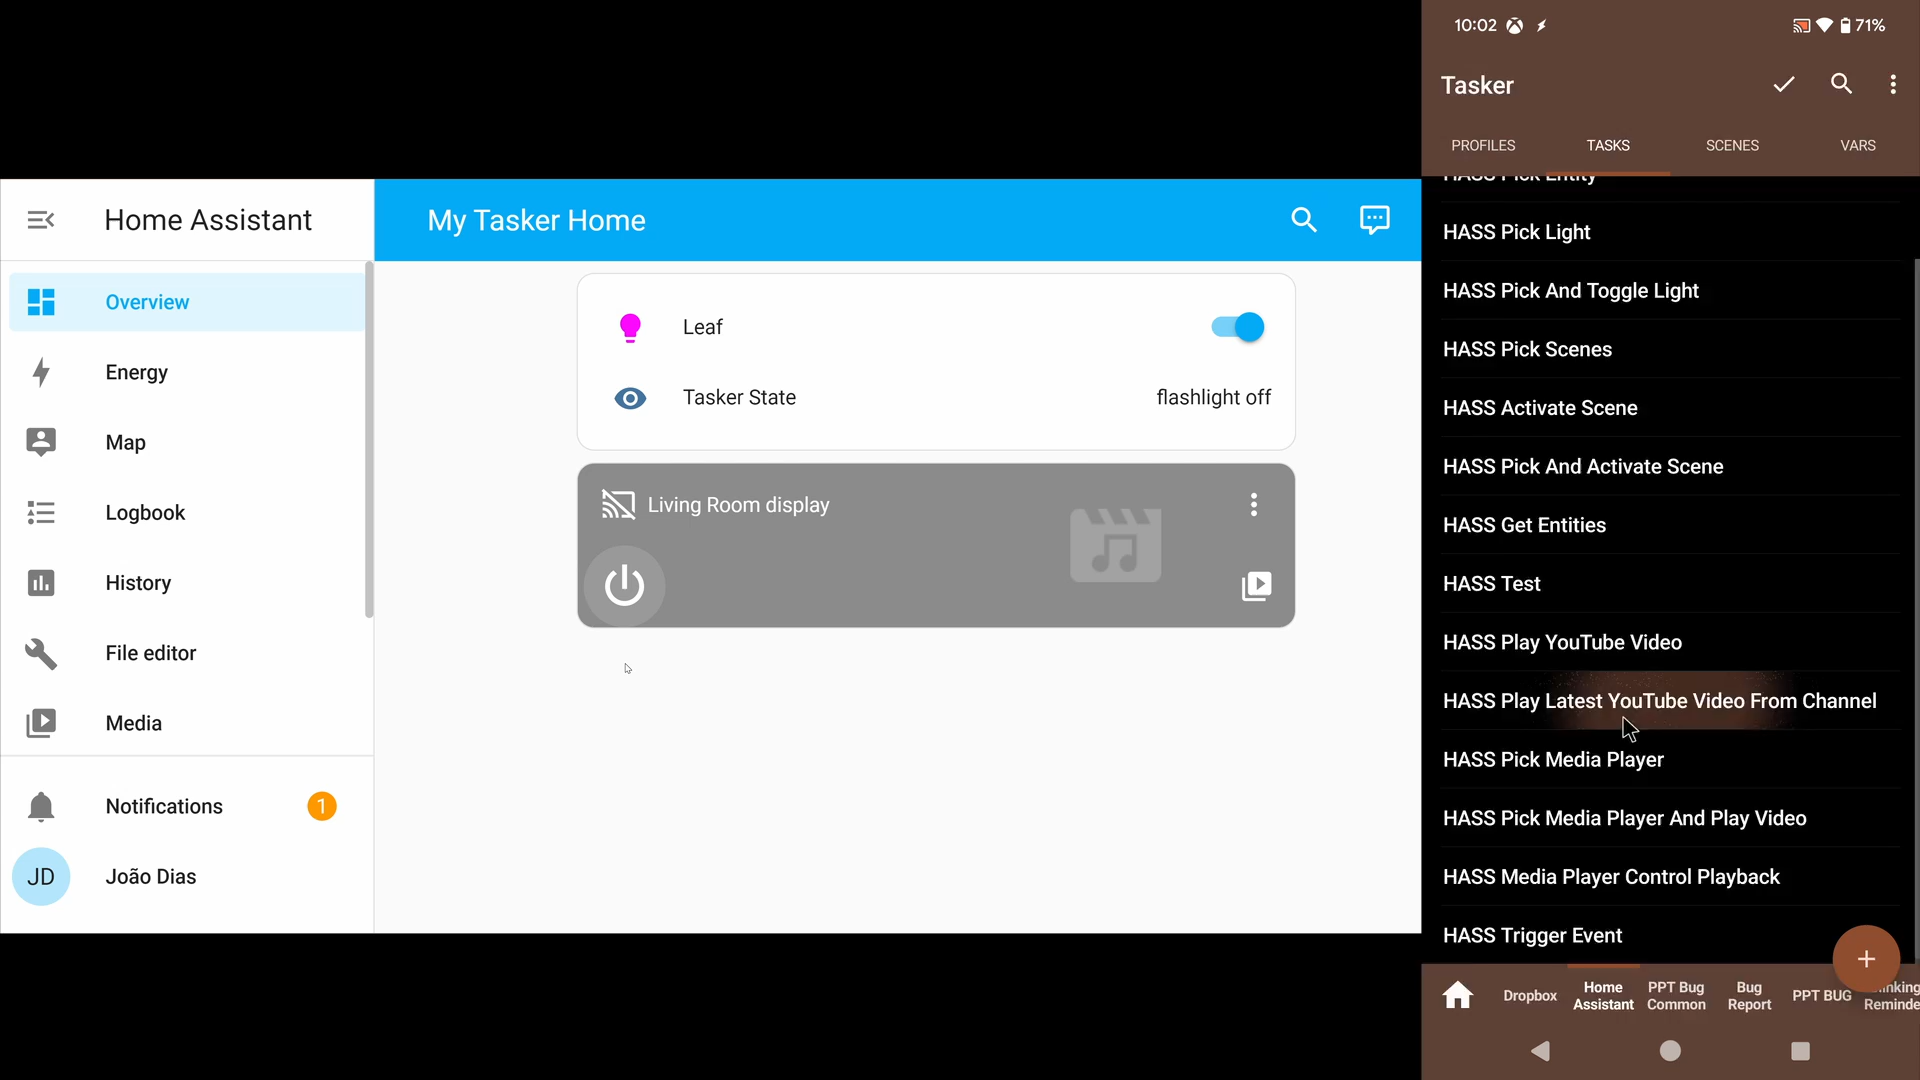 Home Assistant
My Tasker Home
Overview
Energy
Map
Logbook
History
File editor
Media
Notifications
1
JD
João Dias
Leaf
Tasker State
flashlight off
Living Room display
10:02
71%
Tasker
PROFILES
TASKS
SCENES
VARS
HASS Pick Entity
HASS Pick Light
HASS Pick And Toggle Light
HASS Pick Scenes
HASS Activate Scene
HASS Pick And Activate Scene
HASS Get Entities
HASS Test
HASS Play YouTube Video
HASS Play Latest YouTube Video From Channel
HASS Pick Media Player
HASS Pick Media Player And Play Video
HASS Media Player Control Playback
HASS Trigger Event
Dropbox
Home
Assistant
PPT Bug
Common
Bug
Report
PPT BUG